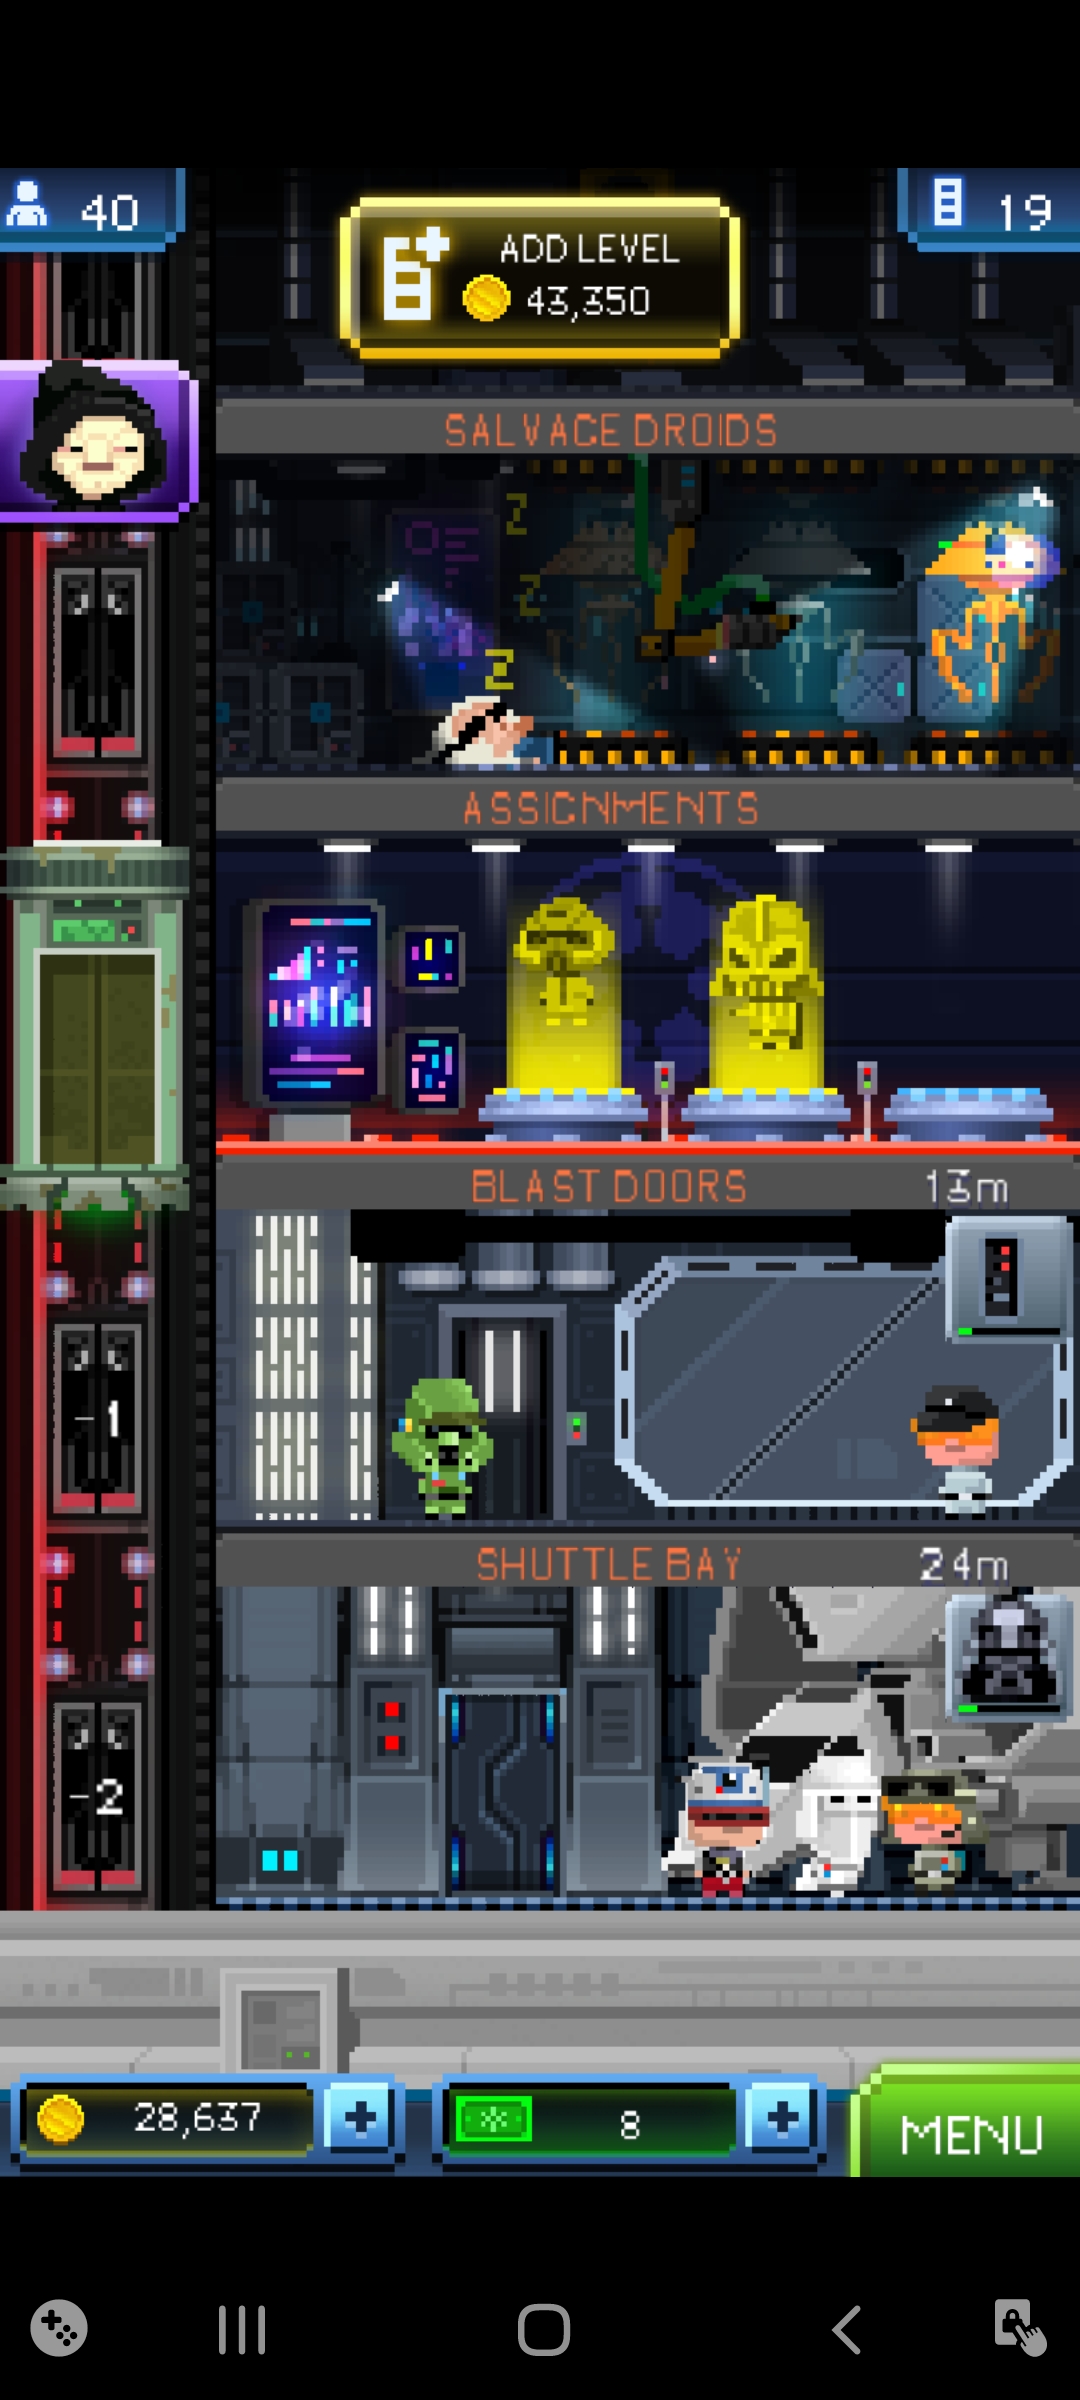 40
ADD LEVEL
43,350
19
SALVAGE DROIDS
Z
Z
Z
ASSIGNMENTS
BLAST DOORS 13m
-1
SHUTTLE BAY 24m
-2
28,637
8
MENU